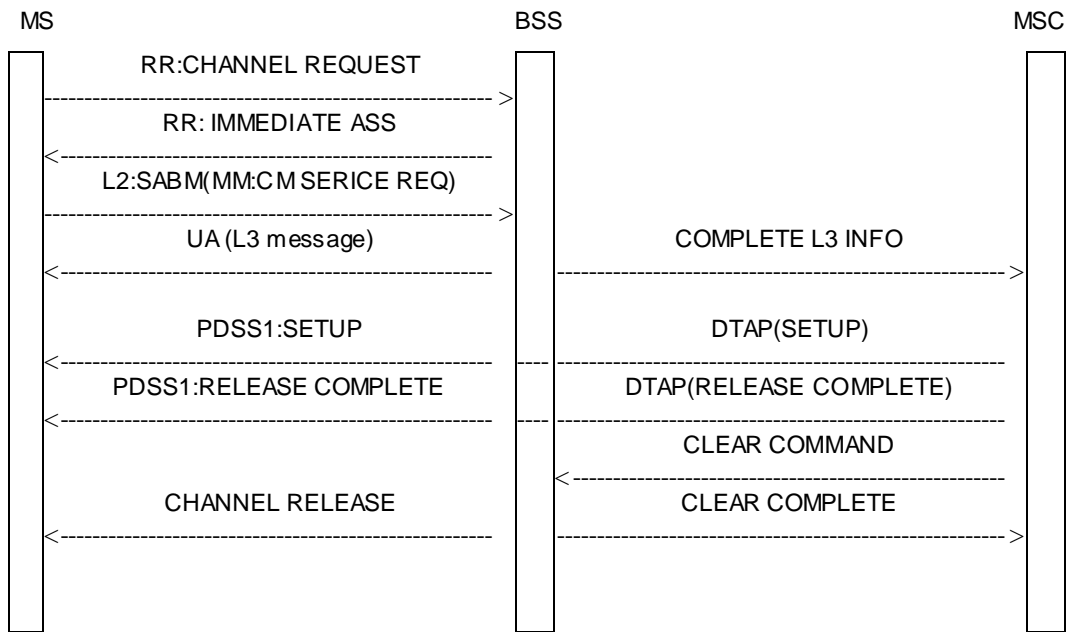 MS BSS MSC
RR:CHANNEL REQUEST
RR: IMMEDIATE ASS
L2:SABM(MM:CM SERICE REQ)
UA (L3 message) COMPLETE L3 INFO
PDSS1:SETUP DTAP(SETUP)
PDSS1:RELEASE COMPLETE DTAP(RELEASE COMPLETE)
CLEAR COMMAND
CHANNEL RELEASE CLEAR COMPLETE